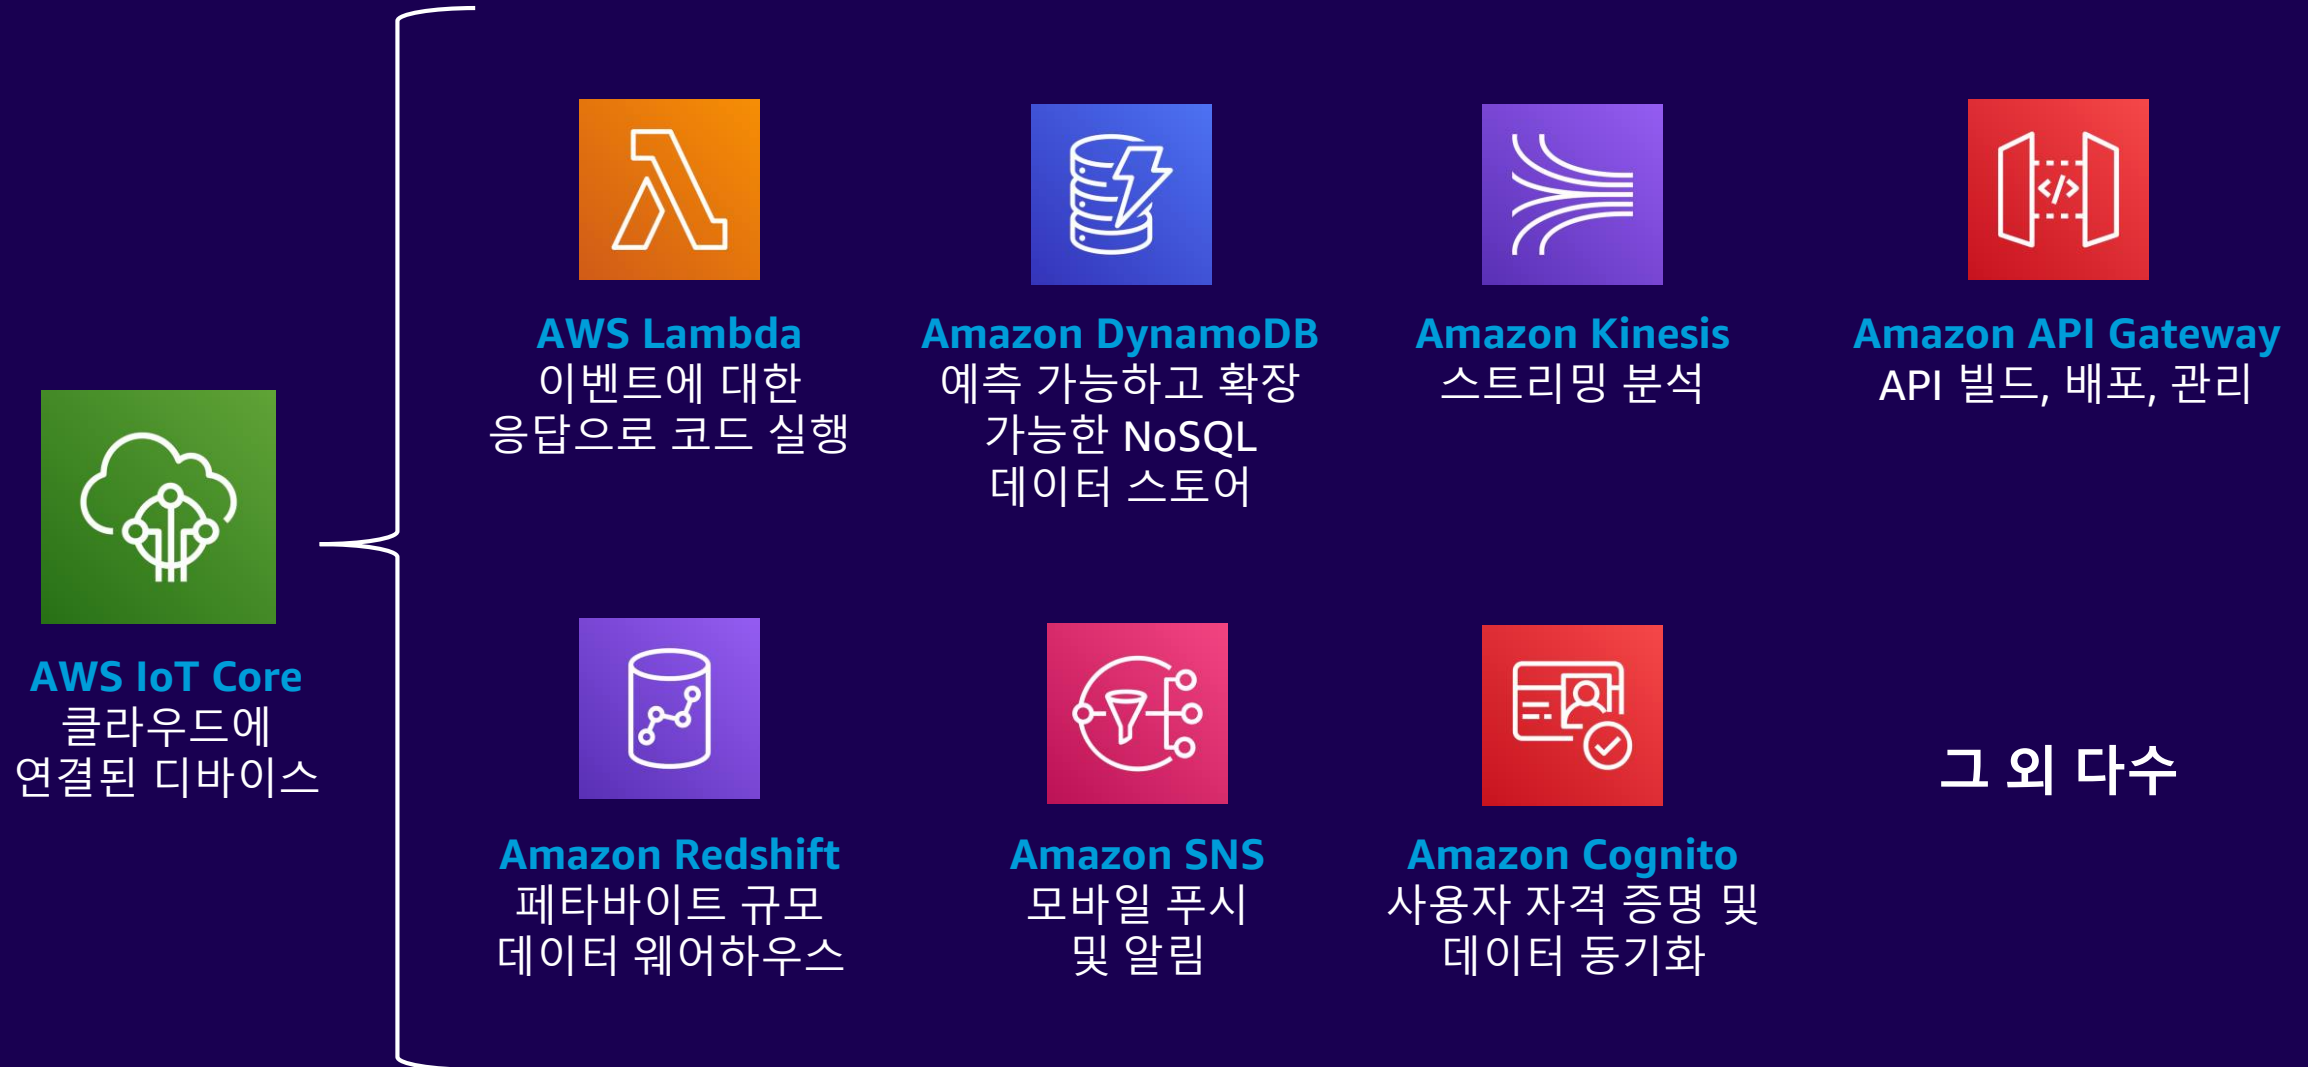 AWS Lambda
이벤트에 대한
응답으로 코드 실행
Amazon DynamoDB
예측 가능하고 확장
가능한 NoSQL
데이터 스토어
Amazon Kinesis
스트리밍 분석
Amazon API Gateway
API 빌드, 배포, 관리
AWS IoT Core
클라우드에
연결된 디바이스
Amazon Redshift
페타바이트 규모
데이터 웨어하우스
Amazon SNS
모바일 푸시
및 알림
Amazon Cognito
사용자 자격 증명 및
데이터 동기화
그 외 다수